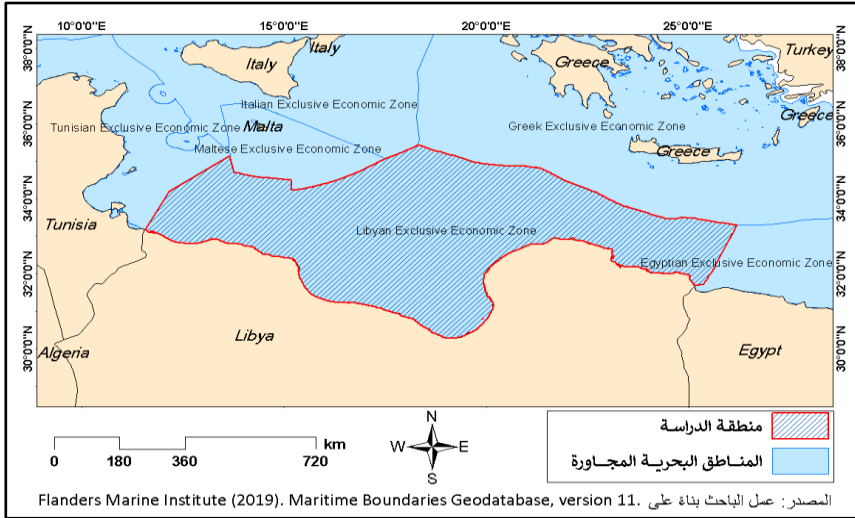 10°0'0"E 15°0'0"E 20°0'0"E 25°0'0"E
38°0'0"N
36°0'0"N
34°0'0"N
32°0'0"N
30°0'0"N
38°0'0"N
36°0'0"N
34°0'0"N
32°0'0"N
30°0'0"N
Italy
Italy
Greece
Turkey
Italian Exclusive Economic Zone
Tunisian Exclusive Economic Zone
Malta
Greek Exclusive Economic Zone
Greece
Maltese Exclusive Economic Zone
Greece
Tunisia
Libyan Exclusive Economic Zone
Egyptian Exclusive Economic Zone
Libya
Algeria
Egypt
N
W E
S
km
0 180 360 720
منطقة الدراسة
المناطق البحرية المجاورة
المصدر: عمل الباحث بناءً على Flanders Marine Institute (2019). Maritime Boundaries Geodatabase, version 11.